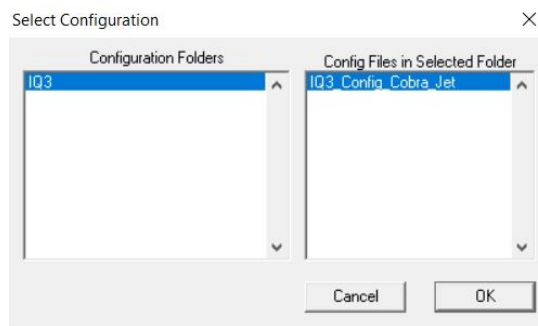 Select Configuration
Configuration Folders
Config Files in Selected Folder
IQ3
IQ3_Config_Cobra_Jet
Cancel
OK